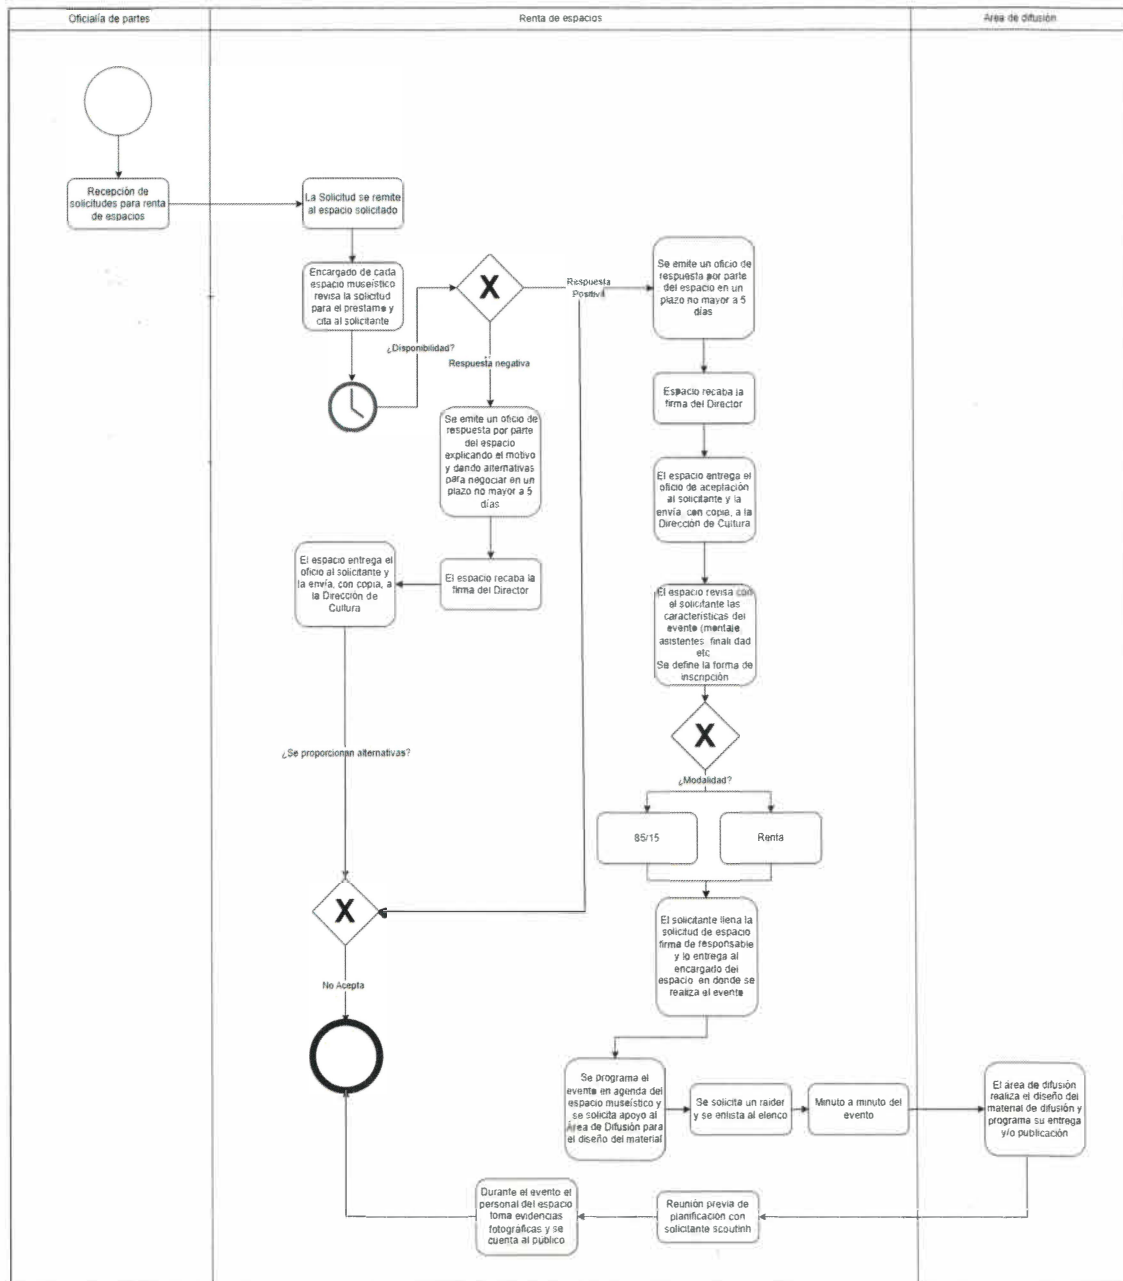 Oficialía de partes
Renta de espacios
Area de difusión
Recepción de
solicitudes para renta
de espacios
La Solicitud se remite
al espacio solicitado
Encargado de cada
espacio museístico
revisa la solicitud
para el prestamo y
cita al solicitante
¿Disponibilidad?
X
Respuesta
Positiva
Respuesta negativa
Se emite un oficio de
respuesta por parte
del espacio en un
plazo no mayor a 5
días
Espacio recaba la
firma del Director
Se emite un oficio de
respuesta por parte
del espacio
explicando el motivo
y dando alternativas
para negociar en un
plazo no mayor a 5
días
El espacio entrega el
oficio de aceptación
al solicitante y la
envía, con copia, a la
Dirección de Cultura
El espacio recaba la
firma del Director
El espacio entrega el
oficio al solicitante y
la envía, con copia, a
la Dirección de
Cultura
El espacio revisa con
el solicitante las
características del
evento (montaje
asistentes, finalidad
etc
Se define la forma de
inscripción
X
¿Modalidad?
¿Se proporcionan alternativas?
85/15
Renta
X
No Acepta
El solicitante llena la
solicitud de espacio
firma de responsable
y lo entrega al
encargado del
espacio en donde se
realiza el evento
Se programa el
evento en agenda del
espacio museístico y
se solicita apoyo al
Área de Difusión para
el diseño del material
Se solicita un raider
y se enlista al elenco
Minuto a minuto del
evento
El área de difusión
realiza el diseño del
material de difusión y
programa su entrega
y/o publicación
Reunión previa de
planificación con
solicitante scoutinh
Durante el evento el
personal del espacio
toma evidencias
fotográficas y se
cuenta al público